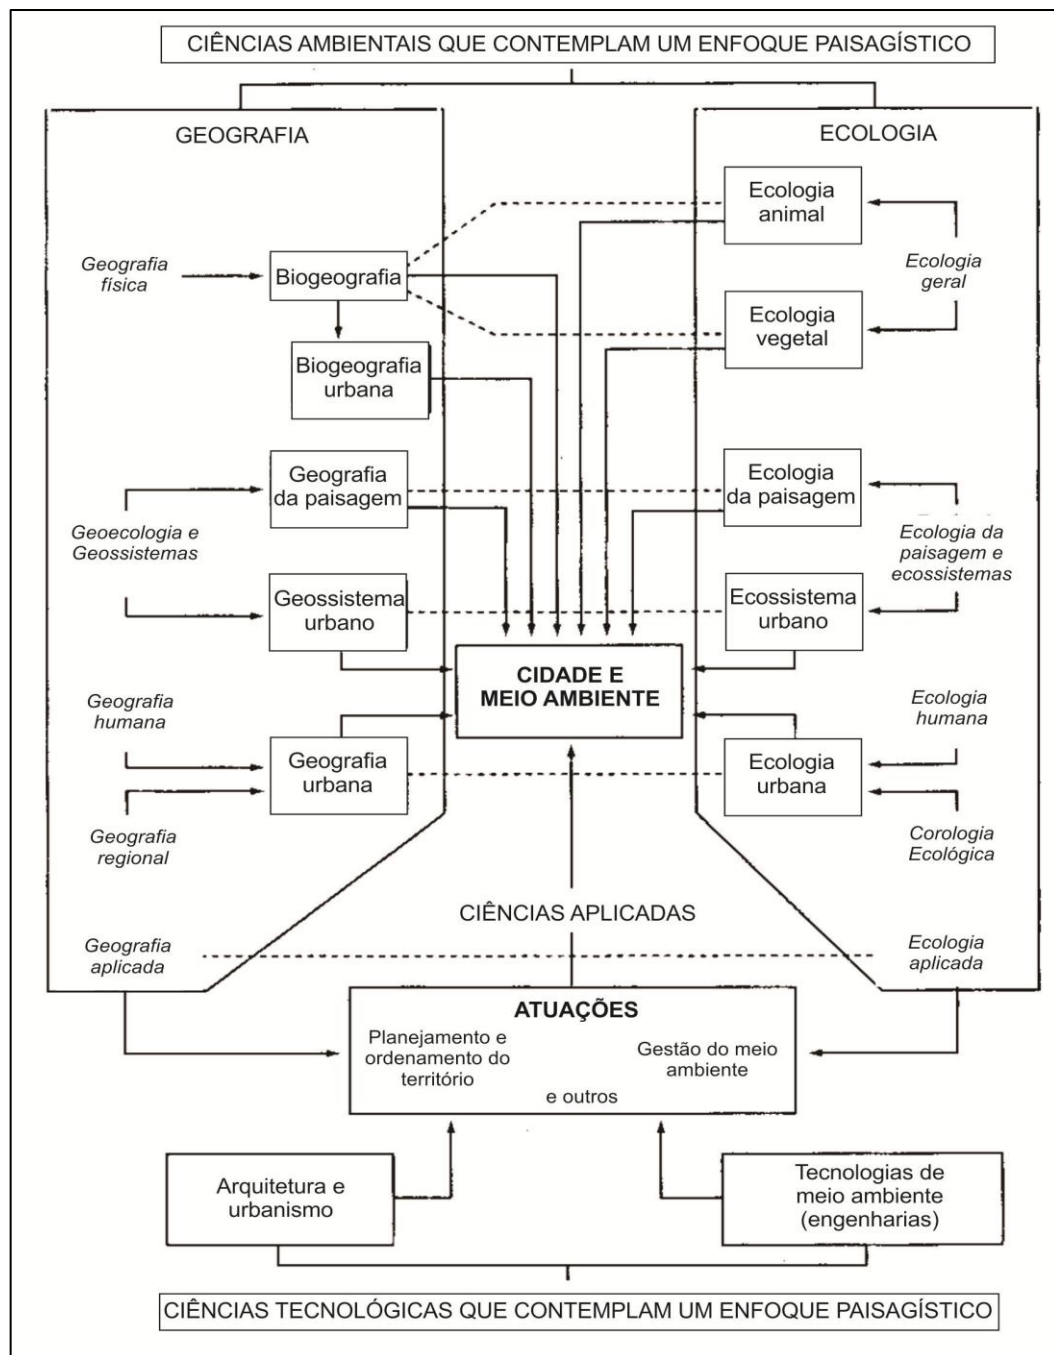 CIÊNCIAS AMBIENTAIS QUE CONTEMPLAM UM ENFOQUE PAISAGÍSTICO
GEOGRAFIA
Geografia
física
Biogeografia
Biogeografia
urbana
Geoecologia e
Geossistemas
Geografia
da paisagem
Geossistema
urbano
Geografia
humana
Geografia
urbana
Geografia
regional
Geografia
aplicada
ECOLOGIA
Ecologia
animal
Ecologia
geral
Ecologia
vegetal
Ecologia
da paisagem
Ecologia da
paisagem e
ecossistemas
Ecossistema
urbano
Ecologia
humana
Ecologia
urbana
Corologia
Ecológica
Ecologia
aplicada
CIDADE E
MEIO AMBIENTE
CIÊNCIAS APLICADAS
ATUAÇÕES
Planejamento e
ordenamento do
território
Gestão do meio
ambiente
e outros
Arquitetura e
urbanismo
Tecnologias de
meio ambiente
(engenharias)
CIÊNCIAS TECNOLÓGICAS QUE CONTEMPLAM UM ENFOQUE PAISAGÍSTICO